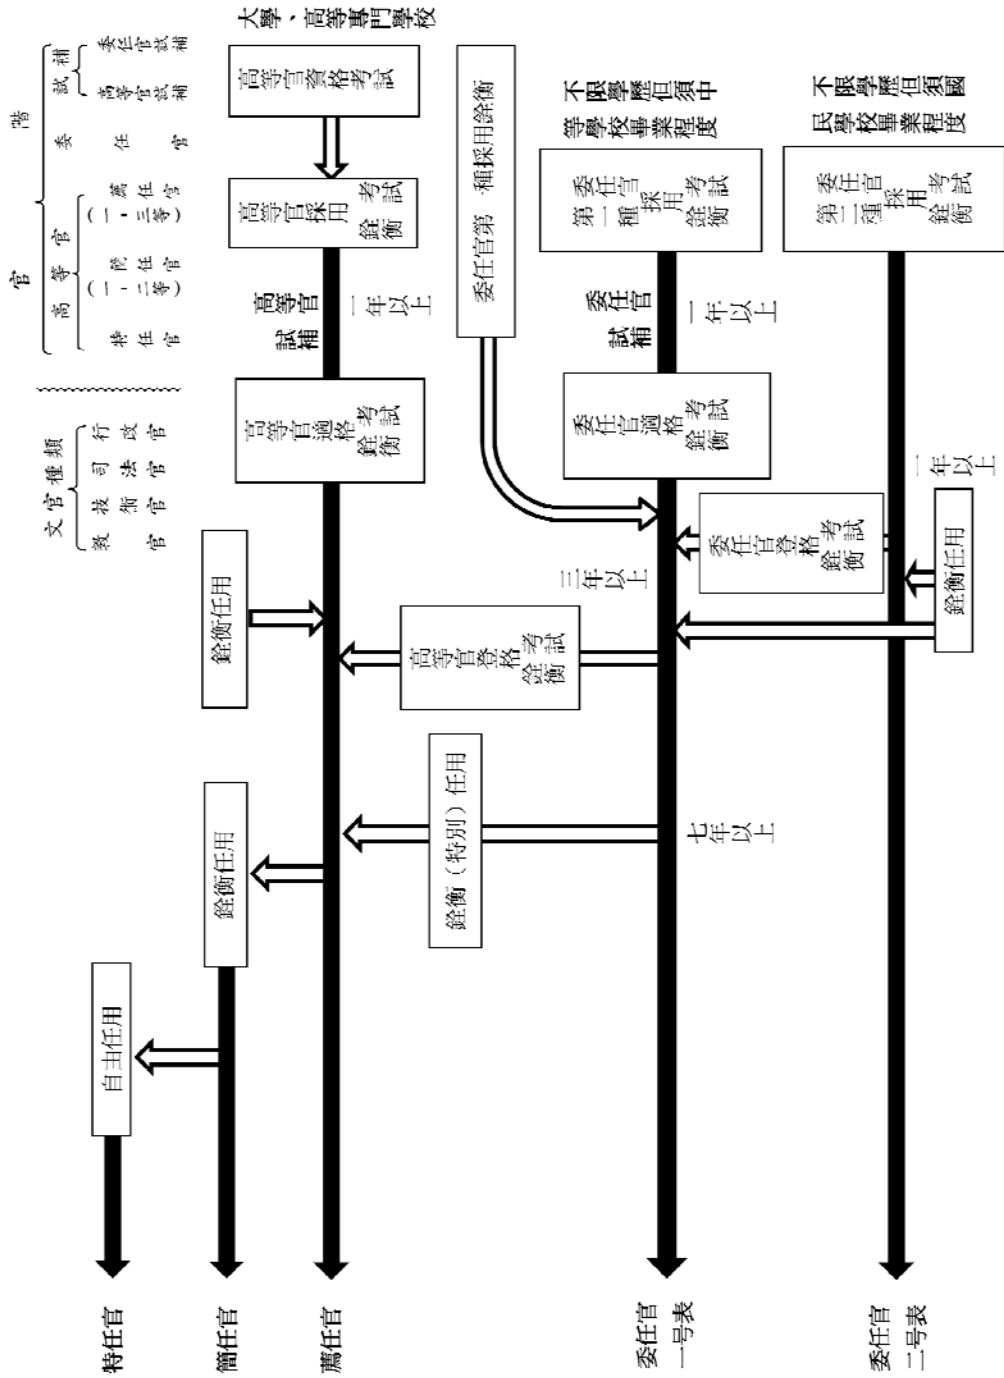 官階
試補
委任官試補
高等官試補
委任官
高等官
薦任官
(一、三等)
簡任官
(一、二等)
特任官
文官種類
行政官
司法官
技術官
教官
大學、高等專門學校
高等官資格考試
高等官採用
考試
銓衡
高等官
試補
一年以上
高等官適格
考試
銓衡
銓衡任用
銓衡任用
自由任用
委任官第一種採用銓衡
不限學歷但須中
等學校畢業程度
委任官
第一種
採用
考試
銓衡
委任官
試補
一年以上
委任官適格
考試
銓衡
三年以上
高等官登格
考試
銓衡
銓衡（特別）任用
七年以上
不限學歷但須國
民學校畢業程度
委任官
第二種
採用
考試
銓衡
一年以上
委任官登格
考試
銓衡
銓衡任用
特任官
簡任官
薦任官
委任官
一号表
委任官
二号表